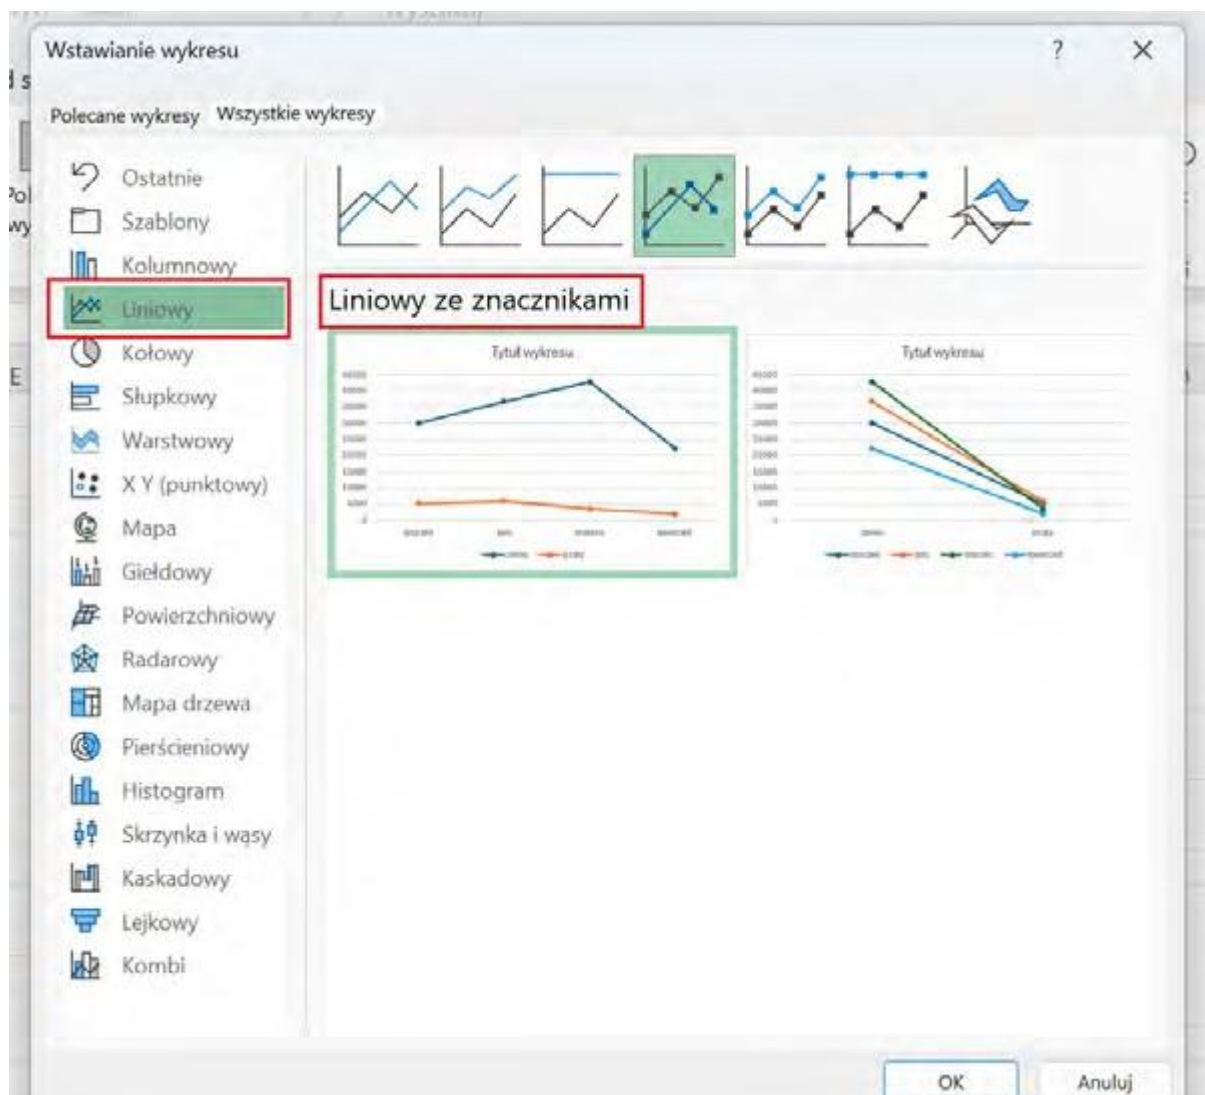 Wstawianie wykresu
?
Polecane wykresy
Wszystkie wykresy
Ostatnie
Szablony
Kolumnowy
Liniowy
Kołowy
Słupkowy
Warstwowy
X Y (punktowy)
Mapa
Giełdowy
Powierzchniowy
Radarowy
Mapa drzewa
Pierścieniowy
Histogram
Skrzynka i wąsy
Kaskadowy
Lejkowy
Kombi
Liniowy ze znacznikami
Tytuł wykresu
Tytuł wykresu
OK
Anuluj